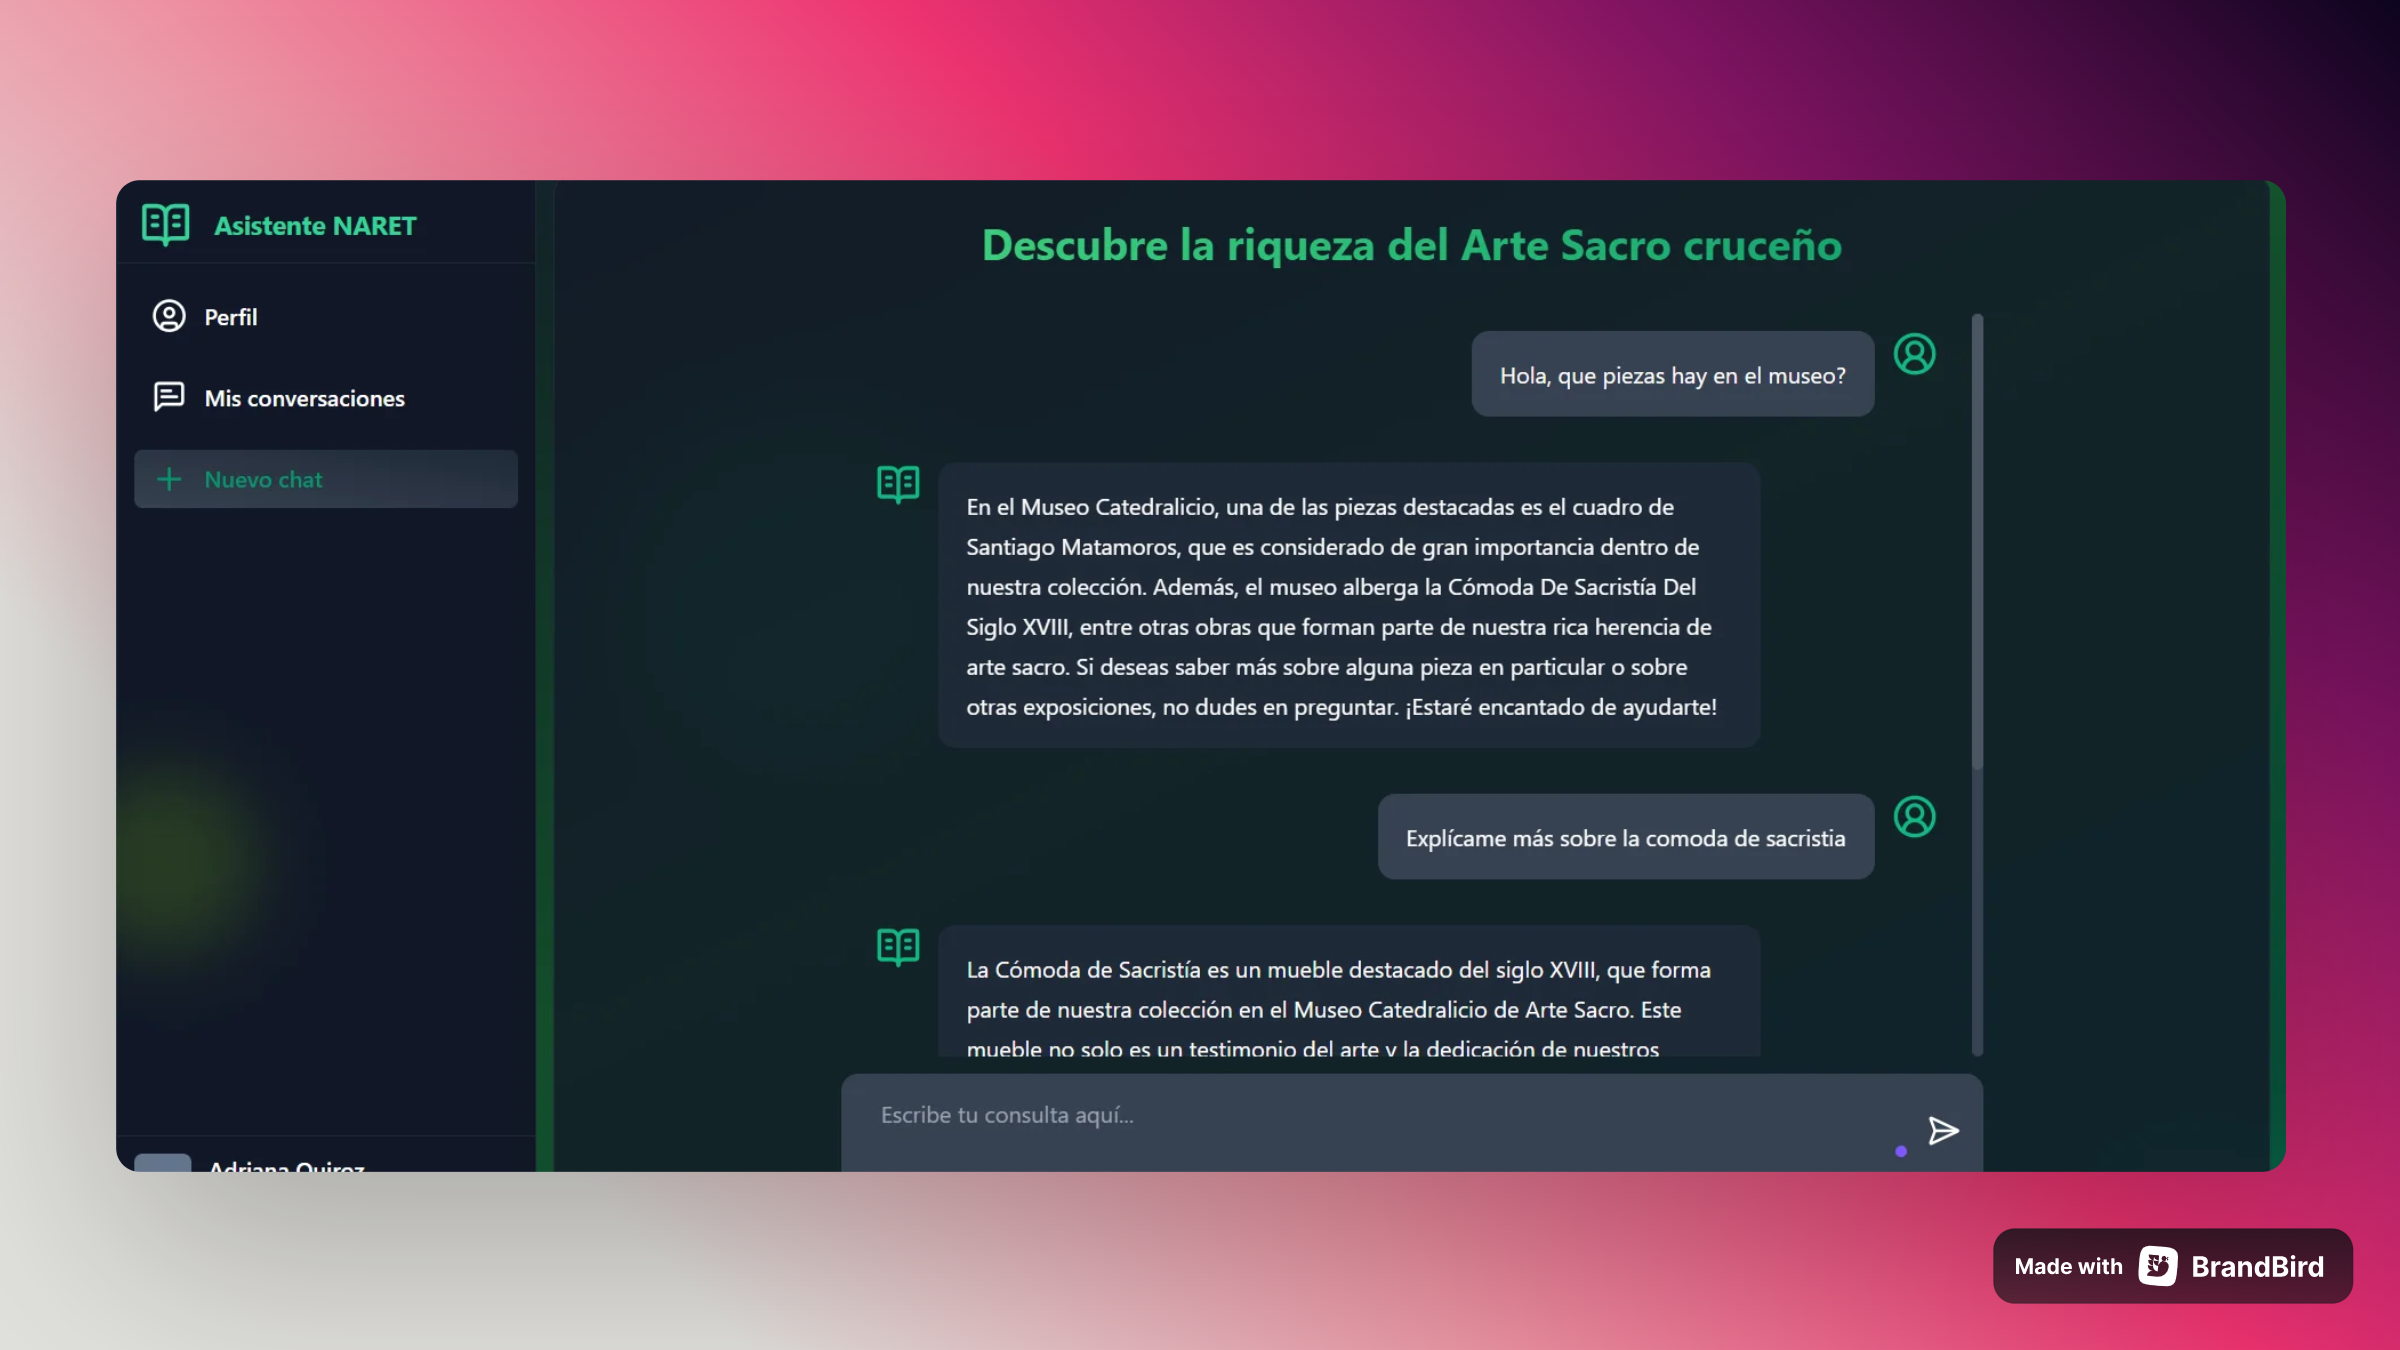 Asistente NARET
Perfil
Mis conversaciones
Nuevo chat
Adriana Quiroz
Descubre la riqueza del Arte Sacro cruceño
Hola, que piezas hay en el museo?
En el Museo Catedralicio, una de las piezas destacadas es el cuadro de
Santiago Matamoros, que es considerado de gran importancia dentro de
nuestra colección. Además, el museo alberga la Cómoda De Sacristía Del
Siglo XVIII, entre otras obras que forman parte de nuestra rica herencia de
arte sacro. Si deseas saber más sobre alguna pieza en particular o sobre
otras exposiciones, no dudes en preguntar. ¡Estaré encantado de ayudarte!
Explícame más sobre la comoda de sacristia
La Cómoda de Sacristía es un mueble destacado del siglo XVIII, que forma
parte de nuestra colección en el Museo Catedralicio de Arte Sacro. Este
mueble no solo es un testimonio del arte y la dedicación de nuestros
Escribe tu consulta aquí...
Made with BrandBird